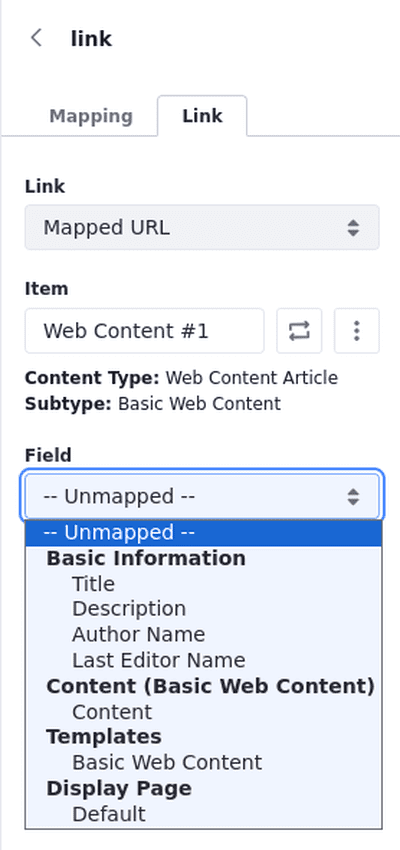 link
Mapping Link
Link
Mapped URL
Item
Web Content #1
Content Type: Web Content Article
Subtype: Basic Web Content
Field
-- Unmapped --
-- Unmapped --
Basic Information
Title
Description
Author Name
Last Editor Name
Content (Basic Web Content)
Content
Templates
Basic Web Content
Display Page
Default